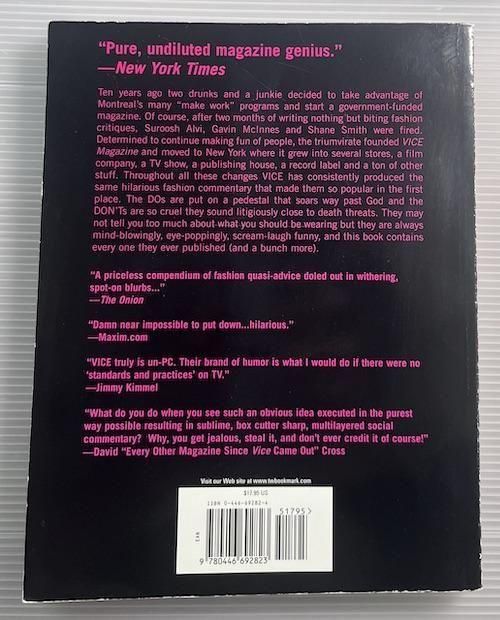 “Pure, undiluted magazine genius.”
—New York Times
Ten years ago two drunks and a junkie decided to take advantage of
Montreal's many “make work” programs and start a government-funded
magazine. Of course, after two months of writing nothing but biting fashion
critiques, Suroosh Alvi, Gavin McInnes and Shane Smith were fired.
Determined to continue making fun of people, the triumvirate founded VICE
Magazine and moved to New York where it grew into several stores, a film
company, a TV show, a publishing house, a record label and a ton of other
stuff. Throughout all these changes VICE has consistently produced the
same hilarious fashion commentary that made them so popular in the first
place. The DOs are put on a pedestal that soars way past God and the
DON'Ts are so cruel they sound litigiously close to death threats. They may
not tell you too much about what you should be wearing but they are always
mind-blowingly, eye-poppingly, scream-laugh funny, and this book contains
every one they ever published (and a bunch more).
“A priceless compendium of fashion quasi-advice doled out in withering,
spot-on blurbs...”
—The Onion
“Damn near impossible to put down...hilarious.”
—Maxim.com
“VICE truly is un-PC. Their brand of humor is what I would do if there were no
‘standards and practices’ on TV.”
—Jimmy Kimmel
“What do you do when you see such an obvious idea executed in the purest
way possible resulting in sublime, box cutter sharp, multilayered social
commentary? Why, you get jealous, steal it, and don't ever credit it of course!”
—David “Every Other Magazine Since Vice Came Out” Cross
Visit our Web site at www.twbookmark.com
$17.95 US
ISBN 0-446-69282-4
51795>
EAN
9 780446 692823